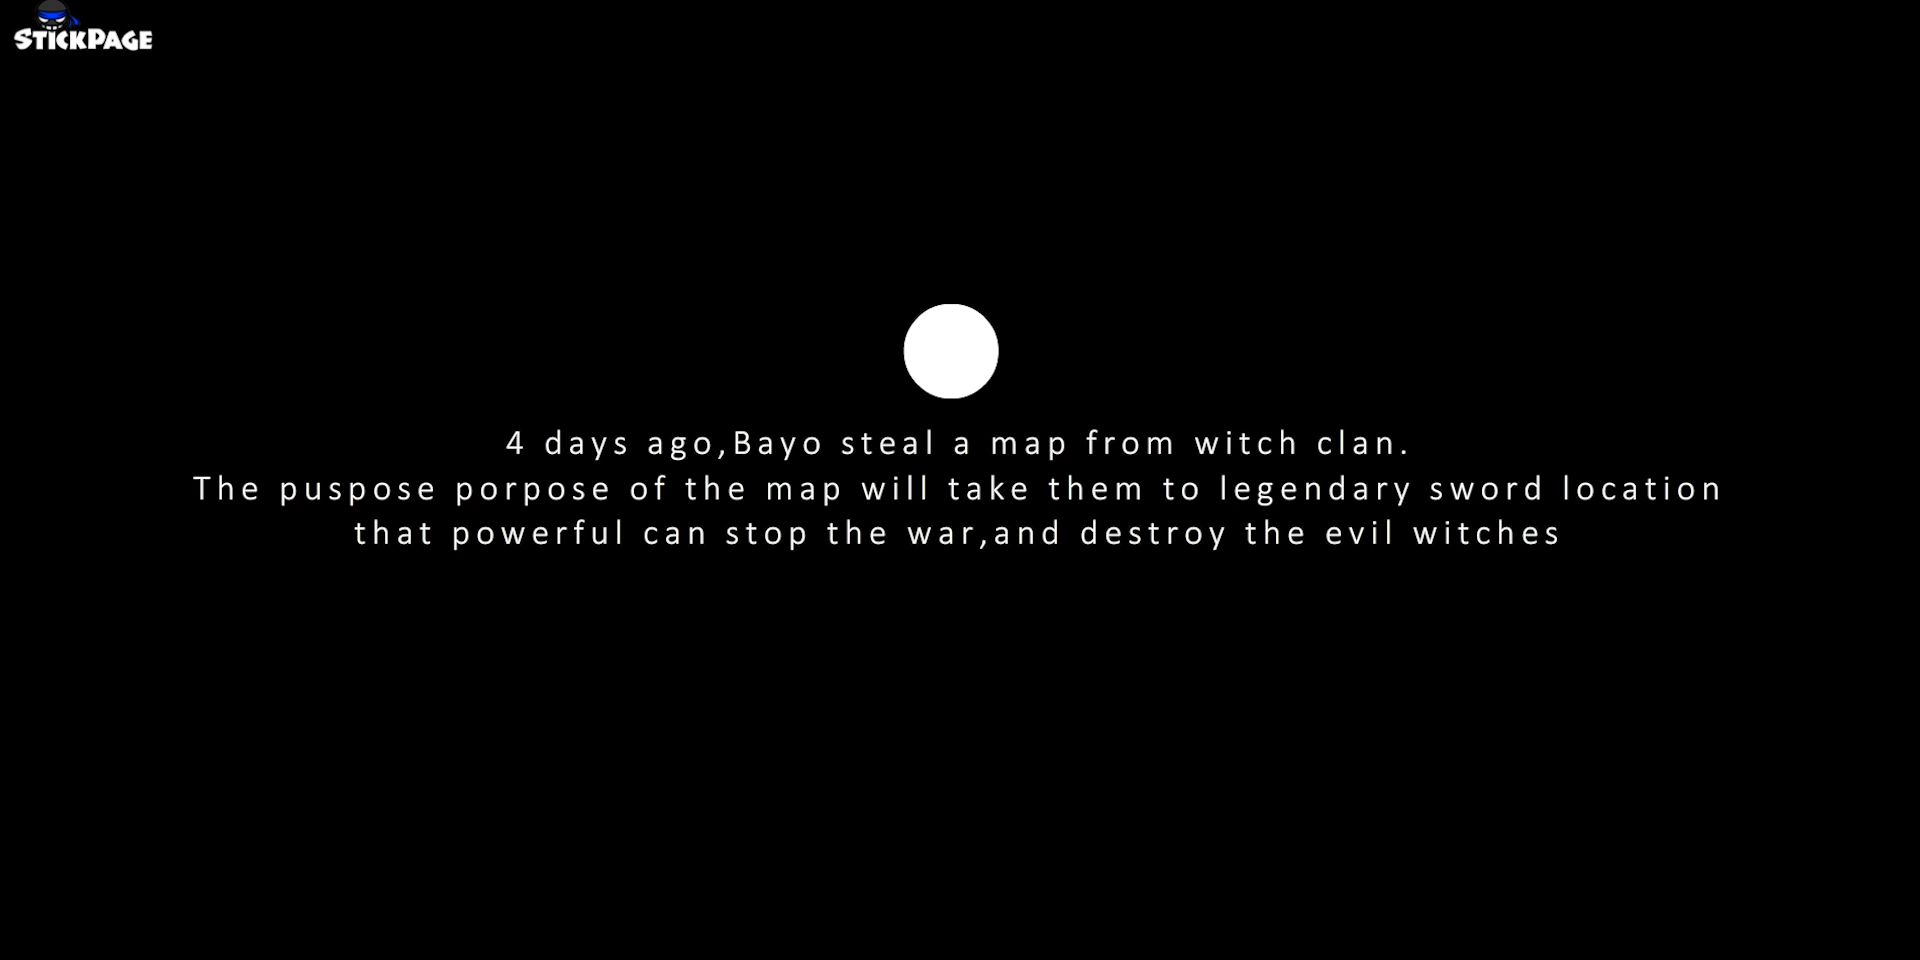 STICKPAGE
4 days ago,Bayo steal a map from witch clan.
The puspose porpose of the map will take them to legendary sword location
that powerful can stop the war,and destroy the evil witches